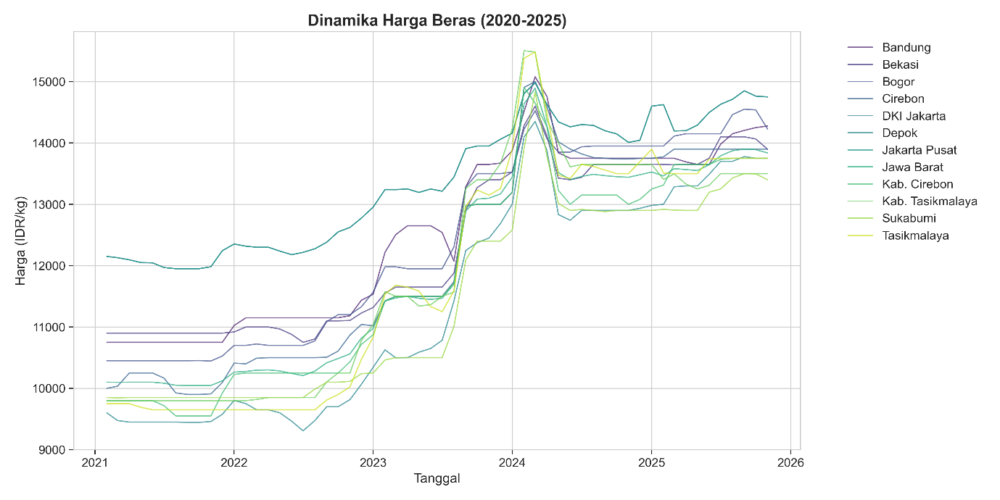 Dinamika Harga Beras (2020-2025)
Harga (IDR/kg)
15000
14000
13000
12000
11000
10000
9000
2021
2022
2023
2024
2025
2026
Tanggal
Bandung
Bekasi
Bogor
Cirebon
DKI Jakarta
Depok
Jakarta Pusat
Jawa Barat
Kab. Cirebon
Kab. Tasikmalaya
Sukabumi
Tasikmalaya